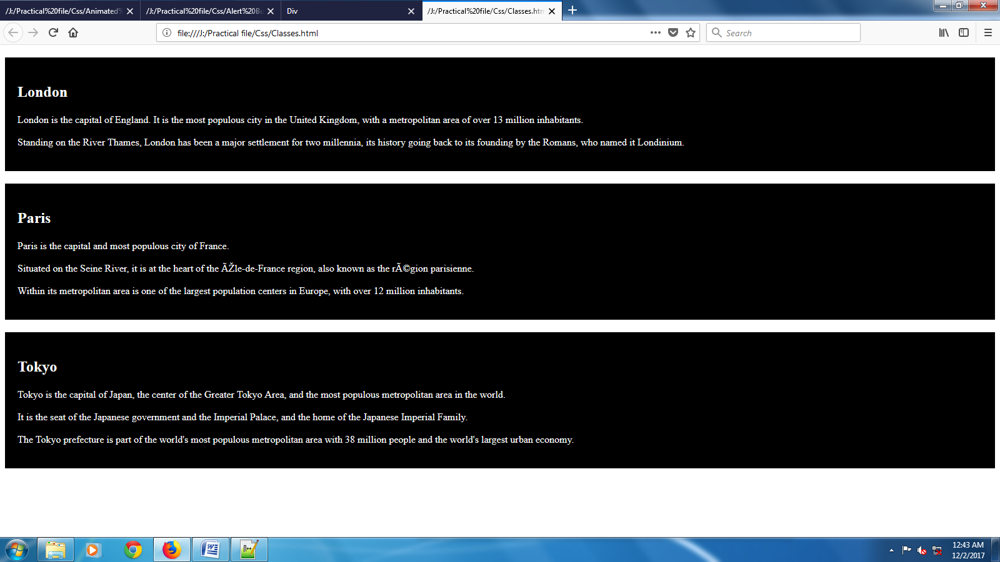 /J:/Practical%20file/Css/Animated%
/J:/Practical%20file/Css/Alert%20Bu
Div
/J:/Practical%20file/Css/Classes.htm
file:///J:/Practical file/Css/Classes.html
Search
London
London is the capital of England. It is the most populous city in the United Kingdom, with a metropolitan area of over 13 million inhabitants.
Standing on the River Thames, London has been a major settlement for two millennia, its history going back to its founding by the Romans, who named it Londinium.
Paris
Paris is the capital and most populous city of France.
Situated on the Seine River, it is at the heart of the ÃŽle-de-France region, also known as the rÃ©gion parisienne.
Within its metropolitan area is one of the largest population centers in Europe, with over 12 million inhabitants.
Tokyo
Tokyo is the capital of Japan, the center of the Greater Tokyo Area, and the most populous metropolitan area in the world.
It is the seat of the Japanese government and the Imperial Palace, and the home of the Japanese Imperial Family.
The Tokyo prefecture is part of the world's most populous metropolitan area with 38 million people and the world's largest urban economy.
12:43 AM
12/2/2017